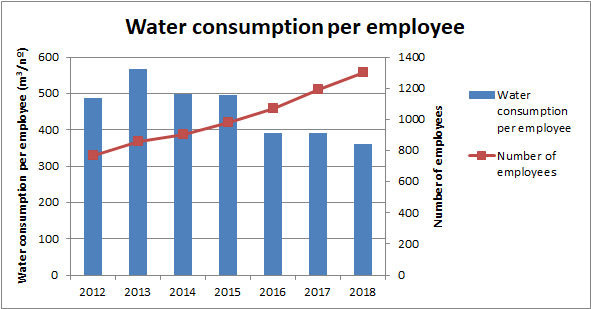 Water consumption per employee
Water consumption per employee (m³/nº)
600
500
400
300
200
100
0
1400
1200
1000
800
600
400
200
0
Number of employees
2012 2013 2014 2015 2016 2017 2018
Water
consumption
per employee
Number of
employees